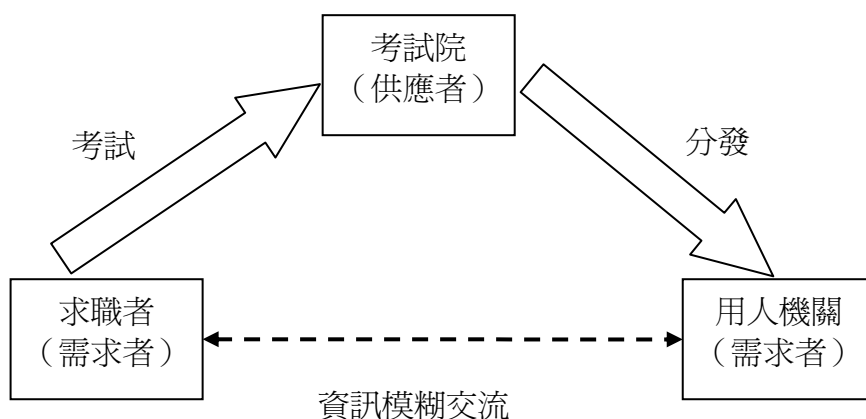 考試院
（供應者）
考試
分發
求職者
（需求者）
用人機關
（需求者）
資訊模糊交流